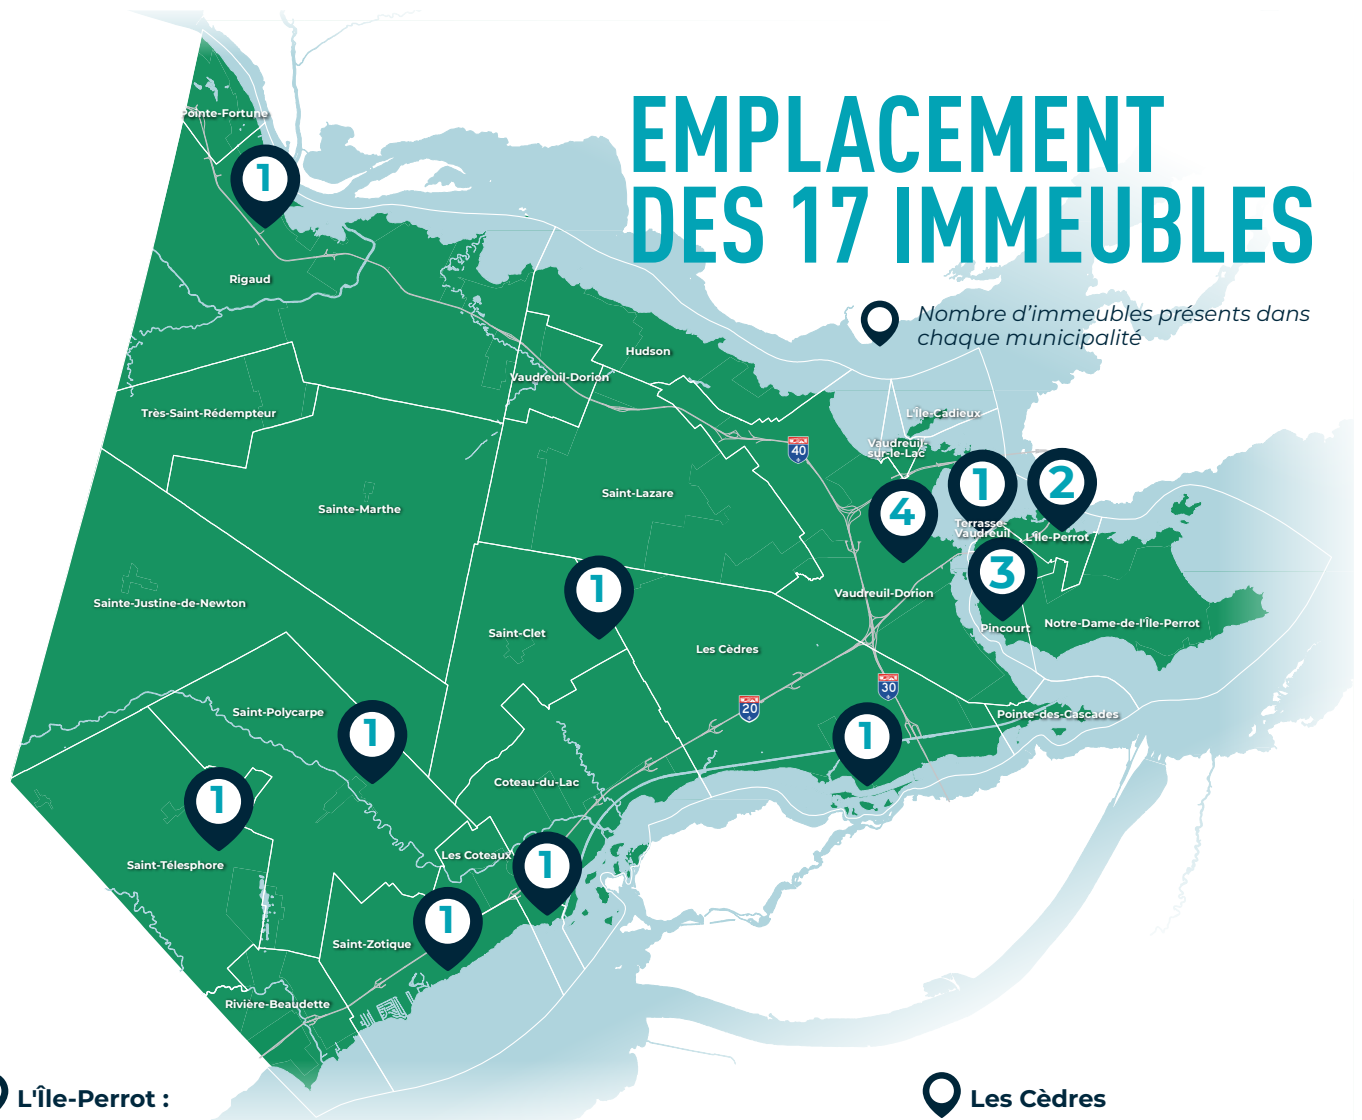 EMPLACEMENT
DES 17 IMMEUBLES
Nombre d'immeubles présents dans
chaque municipalité
Pointe-Fortune
1
Rigaud
Hudson
Vaudreuil-Dorion
Très-Saint-Rédempteur
L'Île-Cadieux
Vaudreuil-
sur-le-Lac
40
Sainte-Marthe
Saint-Lazare
4
1
2
Terrasse-
Vaudreuil
L'Île-Perrot
3
1
Vaudreuil-Dorion
Sainte-Justine-de-Newton
Saint-Clet
Pincourt
Notre-Dame-de-l'Île-Perrot
Les Cèdres
30
20
Saint-Polycarpe
Pointe-des-Cascades
1
1
Coteau-du-Lac
1
Saint-Télesphore
Les Coteaux
1
1
Saint-Zotique
Rivière-Beaudette
L'Île-Perrot :
Les Cèdres